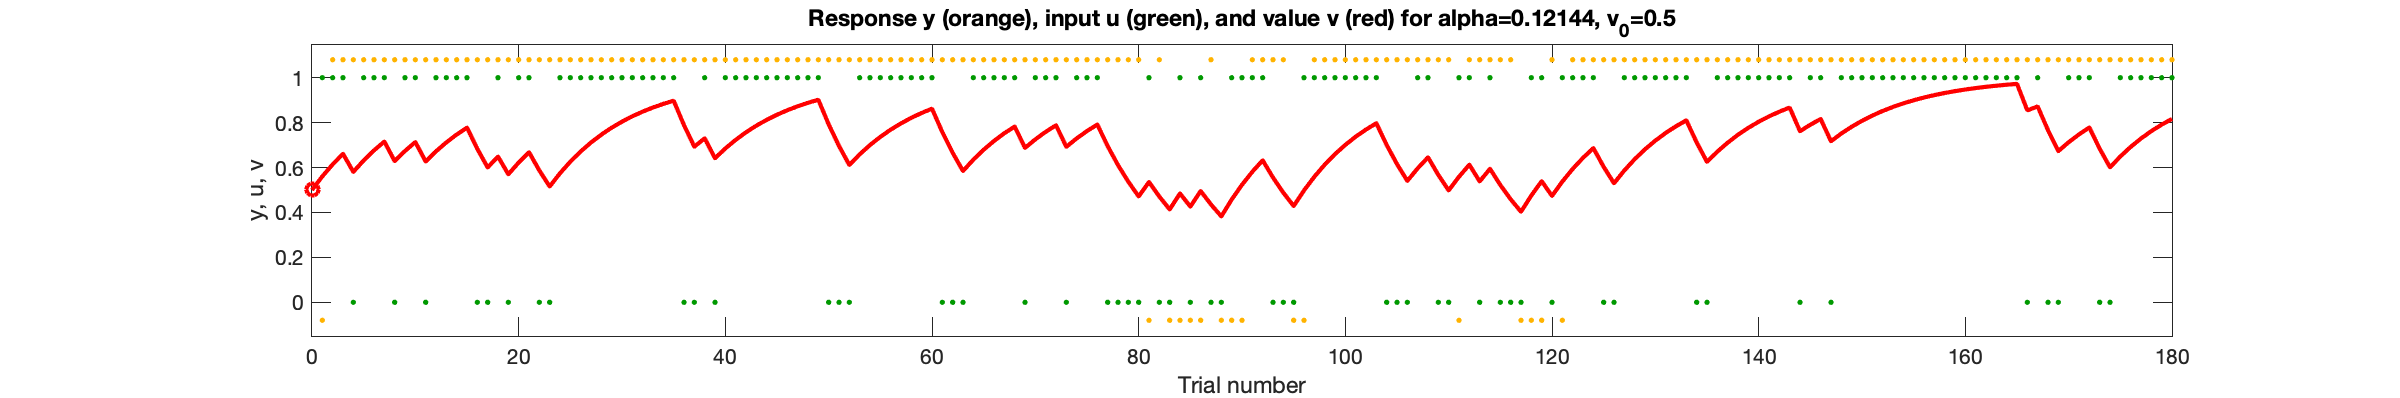 Response y (orange), input u (green), and value v (red) for alpha=0.12144, v0=0.5
y, u, v
1
0.8
0.6
0.4
0.2
0
0 20 40 60 80 100 120 140 160 180
Trial number